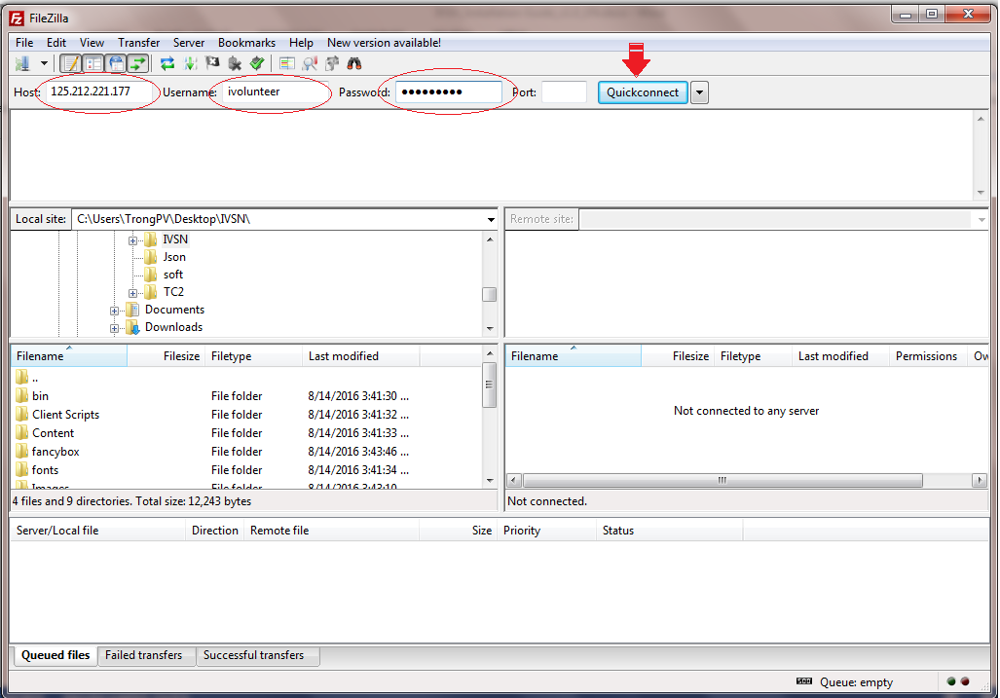 FileZilla
File Edit View Transfer Server Bookmarks Help New version available!
Host: 125.212.221.177 Username: ivolunteer Password: ●●●●●●●●● Port: Quickconnect
Local site: C:\Users\TrongPV\Desktop\IVSN\
Remote site:
IVSN
Json
soft
TC2
Documents
Downloads
Filename Filesize Filetype Last modified
..
bin File folder 8/14/2016 3:41:30 ...
Client Scripts File folder 8/14/2016 3:41:32 ...
Content File folder 8/14/2016 3:41:33 ...
fancybox File folder 8/14/2016 3:43:46 ...
fonts File folder 8/14/2016 3:41:34 ...
Images File folder 8/14/2016 3:43:10 ...
4 files and 9 directories. Total size: 12,243 bytes
Filename Filesize Filetype Last modified Permissions Ow
Not connected to any server
Not connected.
Server/Local file Direction Remote file Size Priority Status
Queued files Failed transfers Successful transfers
Queue: empty